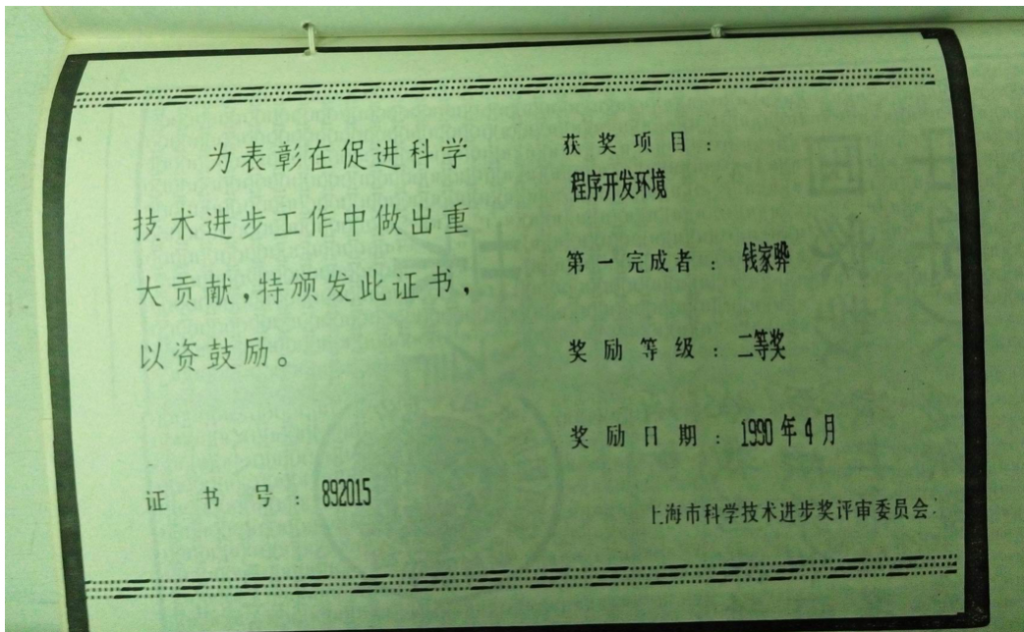 为表彰在促进科学
技术进步工作中做出重
大贡献,特颁发此证书,
以资鼓励。
证书号:892015
获奖项目:
程序开发环境
第一完成者:钱家骅
奖励等级:二等奖
奖励日期:1990年4月
上海市科学技术进步奖评审委员会